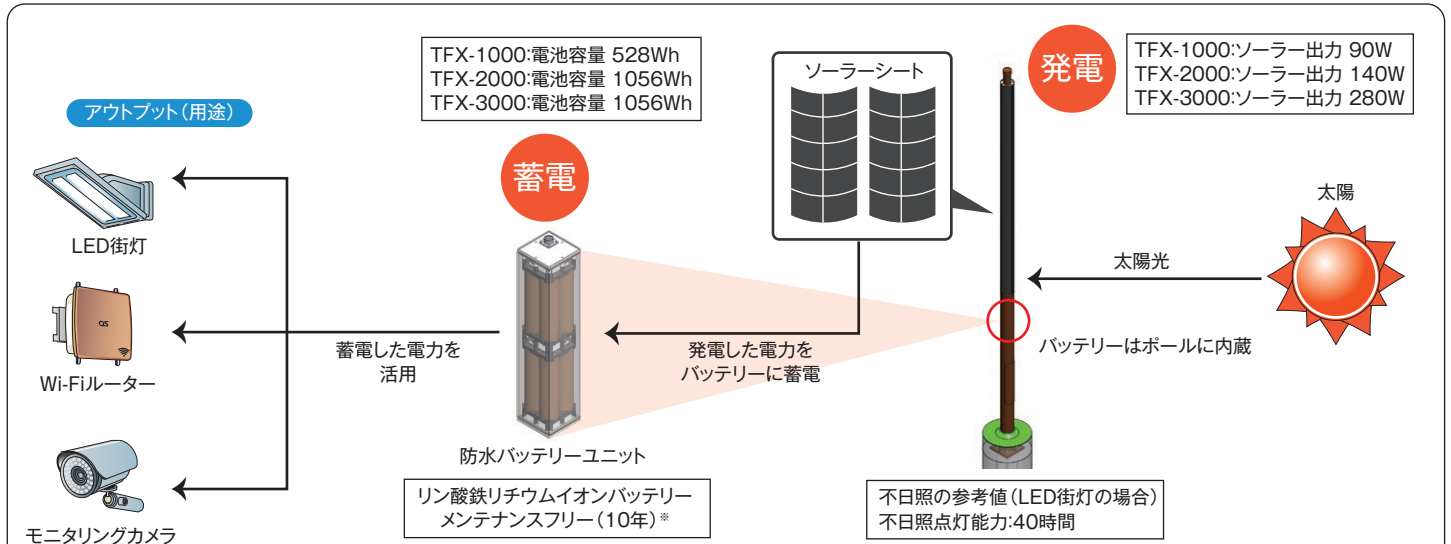 TFX-1000:電池容量 528Wh
TFX-2000:電池容量 1056Wh
TFX-3000:電池容量 1056Wh
ソーラーシート
発電
TFX-1000:ソーラー出力 90W
TFX-2000:ソーラー出力 140W
TFX-3000:ソーラー出力 280W
アウトプット(用途)
蓄電
太陽
LED街灯
太陽光
Wi-Fiルーター
蓄電した電力を
活用
発電した電力を
バッテリーに蓄電
バッテリーはポールに内蔵
防水バッテリーユニット
リン酸鉄リチウムイオンバッテリー
メンテナンスフリー(10年)※
不日照の参考値(LED街灯の場合)
不日照点灯能力:40時間
モニタリングカメラ